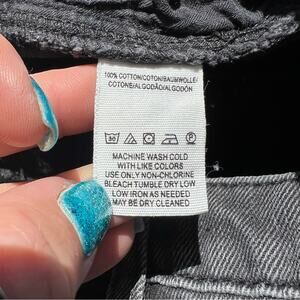 100% COTTON/COTON/BAUMWOLLE/
COTONE/ALGODÃO/ALGODÓN
30
MACHINE WASH COLD
WITH LIKE COLORS
USE ONLY NON-CHLORINE
BLEACH TUMBLE DRY LOW
LOW IRON AS NEEDED
MAY BE DRY CLEANED